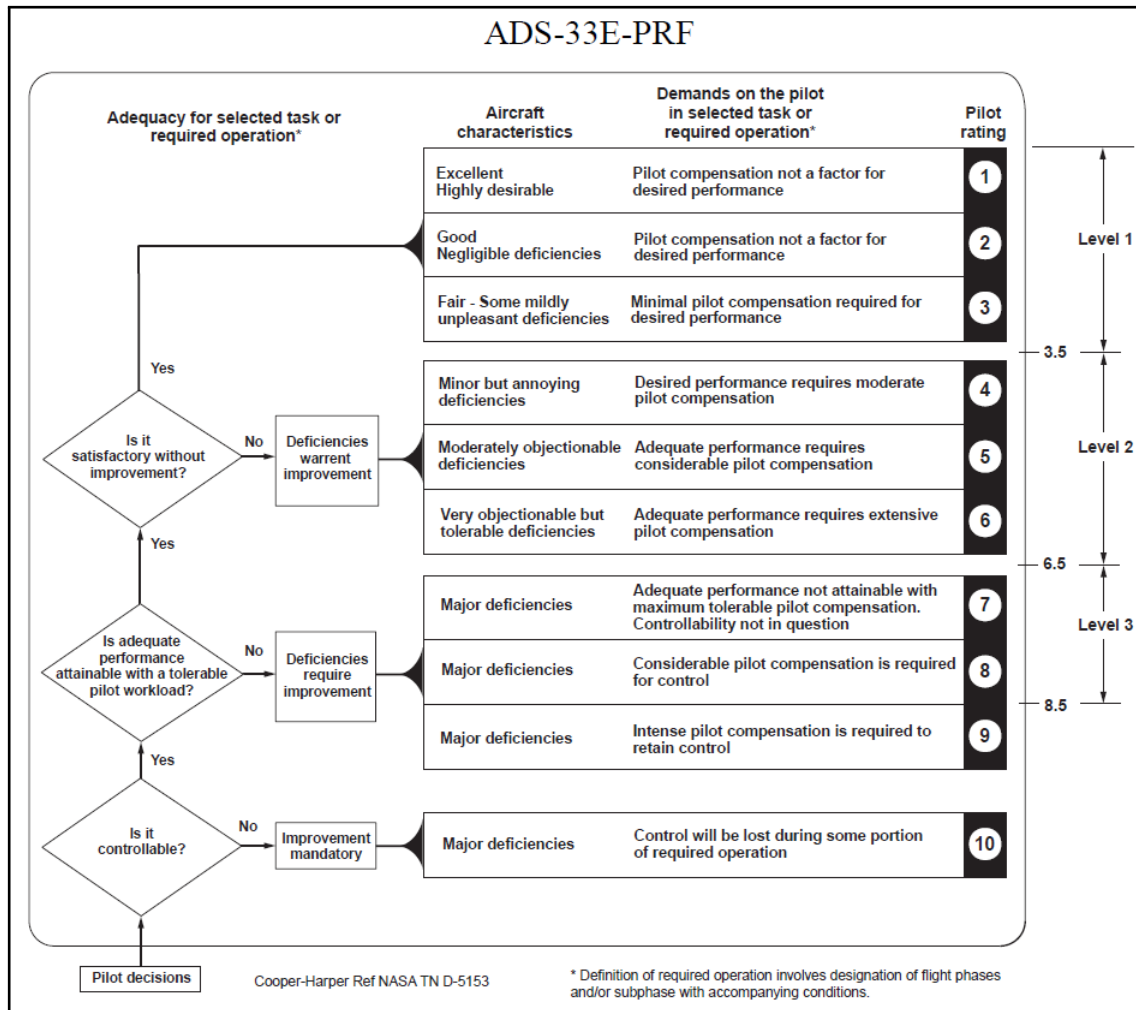 ADS-33E-PRF
Adequacy for selected task or
required operation*
Aircraft
characteristics
Demands on the pilot
in selected task or
required operation*
Pilot
rating
Excellent
Highly desirable
Pilot compensation not a factor for
desired performance
1
Good
Negligible deficiencies
Pilot compensation not a factor for
desired performance
2
Fair - Some mildly
unpleasant deficiencies
Minimal pilot compensation required for
desired performance
3
Level 1
3.5
Yes
Is it
satisfactory without
improvement?
No
Deficiencies
warrent
improvement
Minor but annoying
deficiencies
Desired performance requires moderate
pilot compensation
4
Moderately objectionable
deficiencies
Adequate performance requires
considerable pilot compensation
5
Very objectionable but
tolerable deficiencies
Adequate performance requires extensive
pilot compensation
6
Level 2
6.5
Yes
Is adequate
performance
attainable with a tolerable
pilot workload?
No
Deficiencies
require
improvement
Major deficiencies
Adequate performance not attainable with
maximum tolerable pilot compensation.
Controllability not in question
7
Major deficiencies
Considerable pilot compensation is required
for control
8
Major deficiencies
Intense pilot compensation is required to
retain control
9
Level 3
8.5
Yes
Is it
controllable?
No
Improvement
mandatory
Major deficiencies
Control will be lost during some portion
of required operation
10
Pilot decisions
Cooper-Harper Ref NASA TN D-5153
* Definition of required operation involves designation of flight phases
and/or subphase with accompanying conditions.